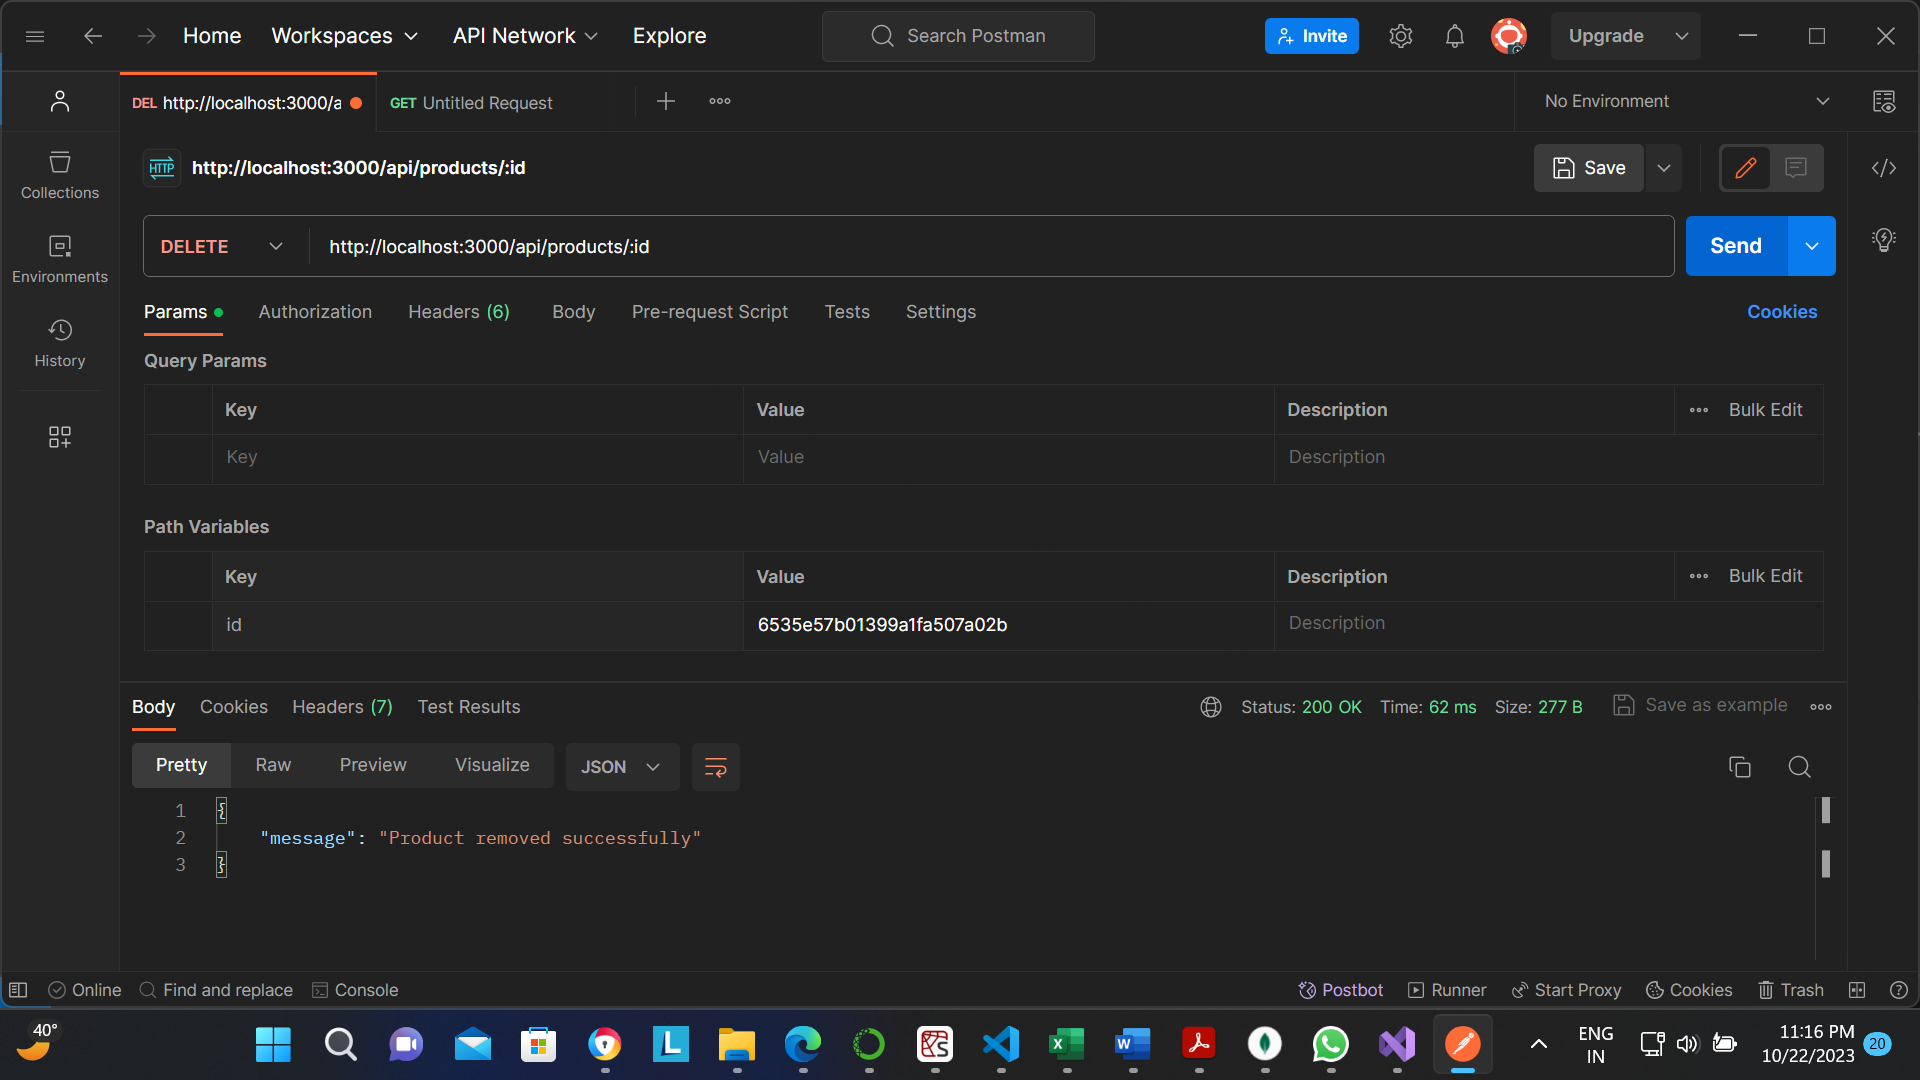 Home Workspaces API Network Explore Search Postman Invite Upgrade
DEL http://localhost:3000/a GET Untitled Request No Environment
HTTP http://localhost:3000/api/products/:id Save
DELETE http://localhost:3000/api/products/:id Send
Collections
Environments
History
Params Authorization Headers (6) Body Pre-request Script Tests Settings Cookies
Query Params
Key Value Description Bulk Edit
Key Value Description
Path Variables
Key Value Description Bulk Edit
id 6535e57b01399a1fa507a02b Description
Body Cookies Headers (7) Test Results Status: 200 OK Time: 62 ms Size: 277 B Save as example
Pretty Raw Preview Visualize JSON
1 {
2 "message": "Product removed successfully"
3 }
Online Find and replace Console Postbot Runner Start Proxy Cookies Trash
40° ENG 11:16 PM
IN 10/22/2023 20